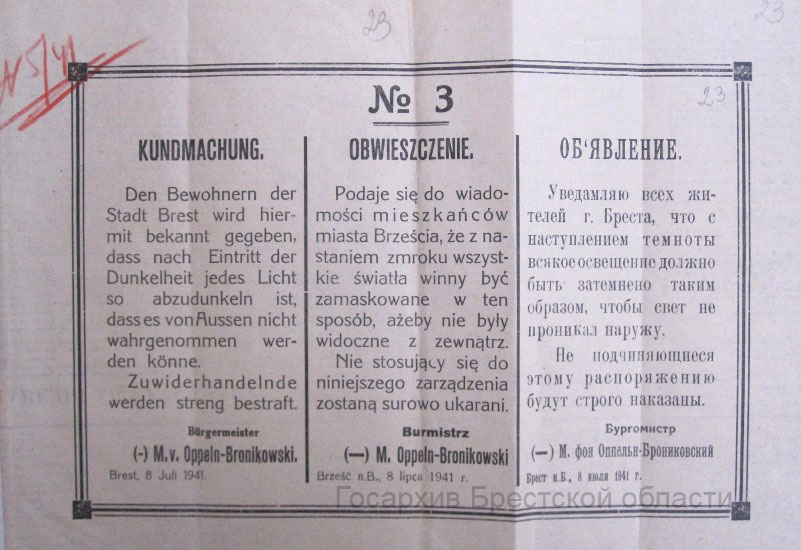 23
23
N 5/41
№ 3
23
KUNDMACHUNG.
Den Bewohnern der
Stadt Brest wird hier-
mit bekannt gegeben,
dass nach Eintritt der
Dunkelheit jedes Licht
so abzudunkeln ist,
dass es von Aussen nicht
wahrgenommen wer-
den könne.
Zuwiderhandelnde
werden streng bestraft.
Bürgermeister
(-) M. v. Oppeln-Bronikowski.
Brest, 8 Juli 1941.
OBWIESZCZENIE.
Podaje się do wiado-
mości mieszkańców
miasta Brześcia, że z na-
staniem zmroku wszyst-
kie światła winny być
zamaskowane w ten
sposób, ażeby nie były
widoczne z zewnątrz.
Nie stosujący się do
niniejszego zarządzenia
zostaną surowo ukarani.
Burmistrz
(—) M. Oppeln-Bronikowski
Brześć n.B., 8 lipca 1941 r.
ОБ'ЯВЛЕНИЕ.
Уведамляю всех жи-
телей г. Бреста, что с
наступлением темноты
всякое освещение должно
быть затемнено таким
образом, чтобы свет не
проникал наружу.
Не подчиняющиеся
этому распоряжению
будут строго наказаны.
Бургомистр
(—) М. фон Оппельн-Брониковский
Брест н.Б., 8 июля 1941 г.
Госархив Брестской области